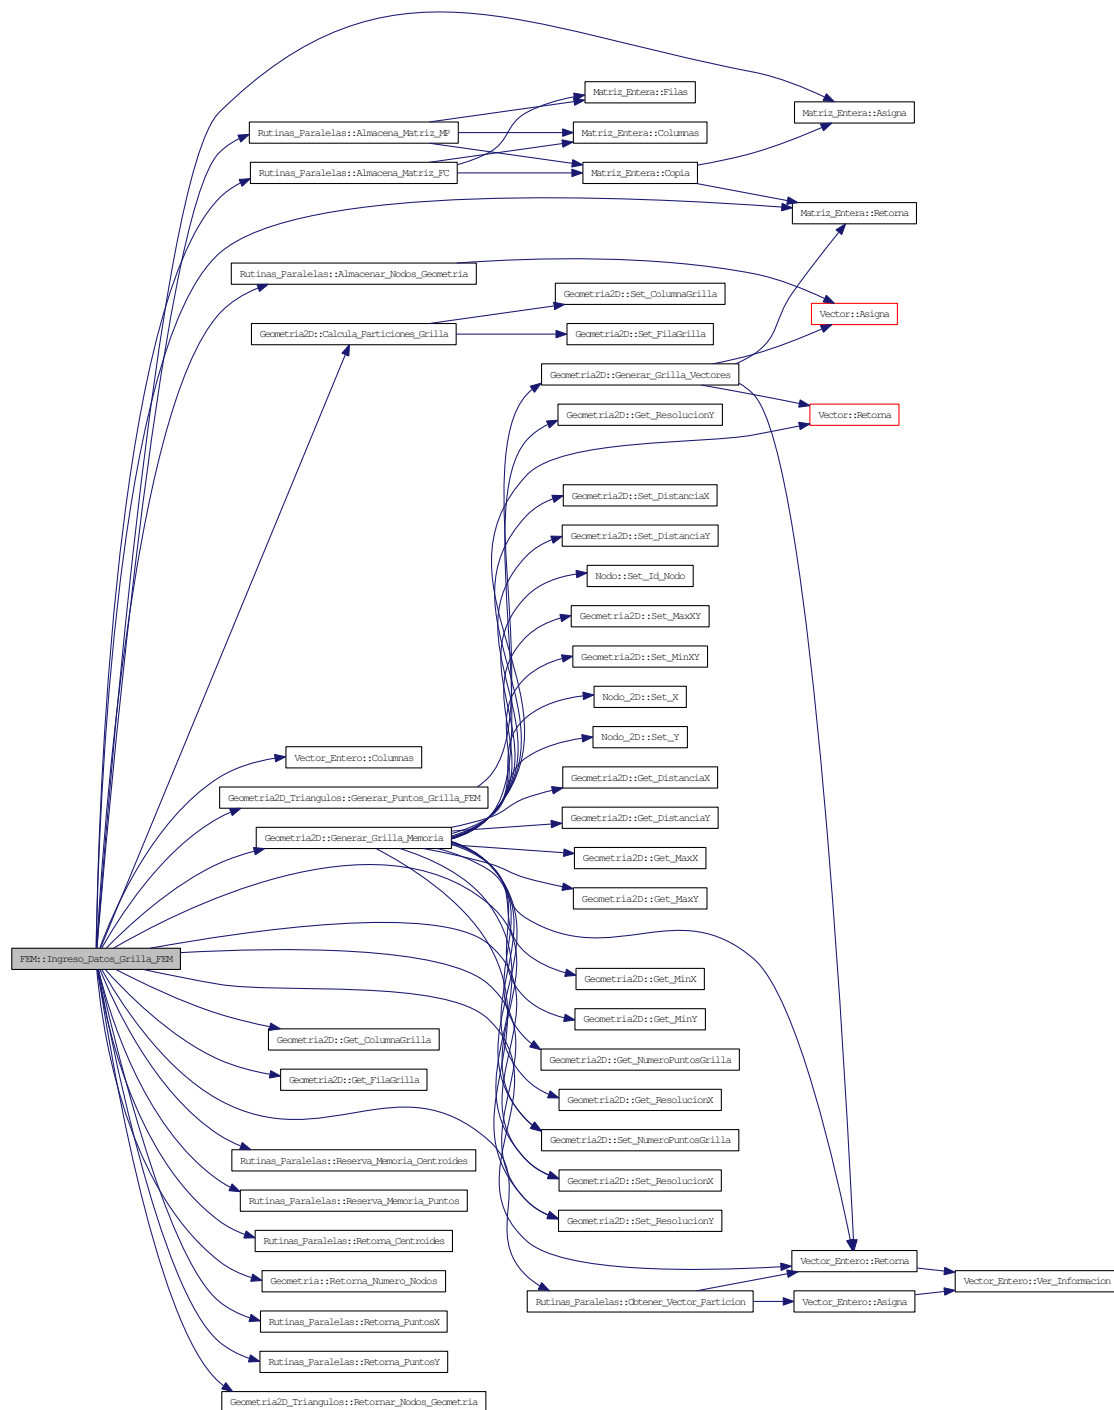 Matriz_Entera::Filas
Matriz_Entera::Asigna
Rutinas_Paralelas::Almacena_Matriz_MP
Matriz_Entera::Columnas
Rutinas_Paralelas::Almacena_Matriz_FC
Matriz_Entera::Copia
Matriz_Entera::Retorna
Rutinas_Paralelas::Almacenar_Nodos_Geometria
Geometria2D::Set_ColumnaGrilla
Vector::Asigna
Geometria2D::Calcula_Particiones_Grilla
Geometria2D::Set_FilaGrilla
Geometria2D::Generar_Grilla_Vectores
Geometria2D::Get_ResolucionY
Vector::Retorna
Geometria2D::Set_DistanciaX
Geometria2D::Set_DistanciaY
Nodo::Set_Id_Nodo
Geometria2D::Set_MaxXY
Geometria2D::Set_MinXY
Nodo_2D::Set_X
Nodo_2D::Set_Y
Vector_Entero::Columnas
Geometria2D::Get_DistanciaX
Geometria2D_Triangulos::Generar_Puntos_Grilla_FEM
Geometria2D::Get_DistanciaY
Geometria2D::Generar_Grilla_Memoria
Geometria2D::Get_MaxX
Geometria2D::Get_MaxY
FEM::Ingreso_Datos_Grilla_FEM
Geometria2D::Get_MinX
Geometria2D::Get_MinY
Geometria2D::Get_ColumnaGrilla
Geometria2D::Get_NumeroPuntosGrilla
Geometria2D::Get_FilaGrilla
Geometria2D::Get_ResolucionX
Geometria2D::Set_NumeroPuntosGrilla
Rutinas_Paralelas::Reserva_Memoria_Centroides
Geometria2D::Set_ResolucionX
Rutinas_Paralelas::Reserva_Memoria_Puntos
Geometria2D::Set_ResolucionY
Rutinas_Paralelas::Retorna_Centroides
Vector_Entero::Retorna
Geometria::Retorna_Numero_Nodos
Vector_Entero::Ver_Informacion
Rutinas_Paralelas::Obtener_Vector_Particion
Vector_Entero::Asigna
Rutinas_Paralelas::Retorna_PuntosX
Rutinas_Paralelas::Retorna_PuntosY
Geometria2D_Triangulos::Retornar_Nodos_Geometria